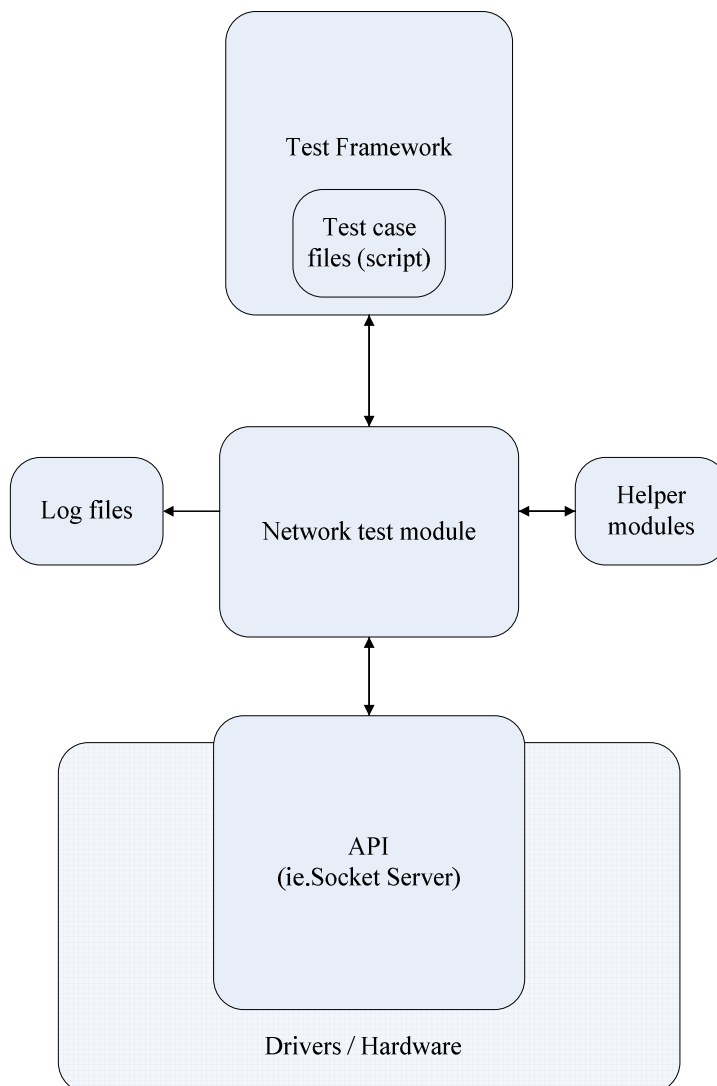 Test Framework
Test case
files (script)
Log files
Network test module
Helper
modules
API
(ie.Socket Server)
Drivers / Hardware